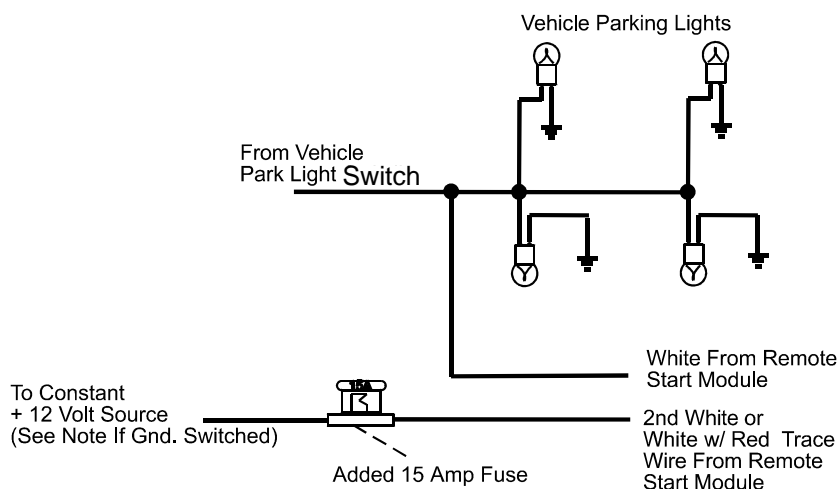 Vehicle Parking Lights
From Vehicle
Park Light Switch
White From Remote
Start Module
15A
To Constant
+ 12 Volt Source
(See Note If Gnd. Switched)
2nd White or
White w/ Red Trace
Wire From Remote
Start Module
Added 15 Amp Fuse